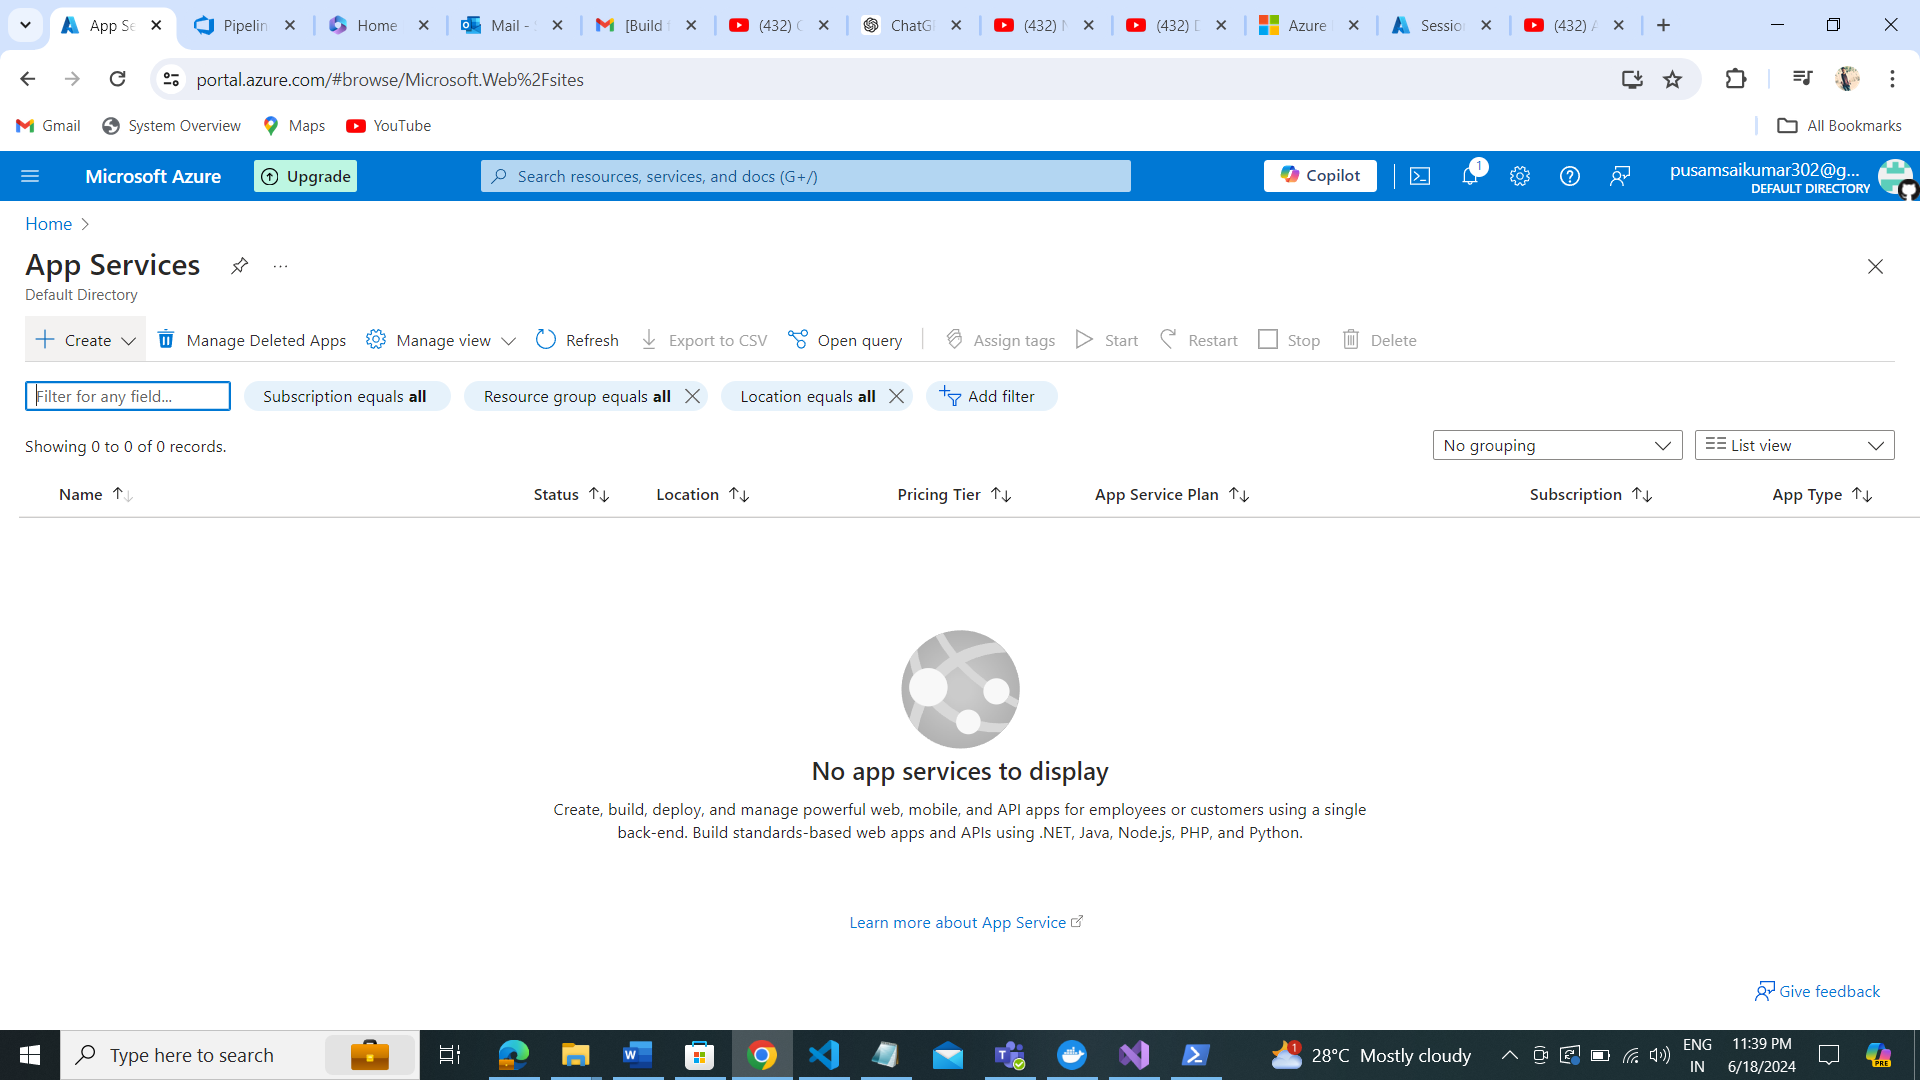 App Se
Pipelin
Home
Mail - S
[Build f
(432) C
ChatG
(432) N
(432) D
Azure
Sessio
(432) A
portal.azure.com/#browse/Microsoft.Web%2Fsites
Gmail
System Overview
Maps
YouTube
All Bookmarks
Microsoft Azure
Upgrade
Search resources, services, and docs (G+/)
Copilot
1
pusamsaikumar302@g...
DEFAULT DIRECTORY
Home
App Services
...
Default Directory
Create
Manage Deleted Apps
Manage view
Refresh
Export to CSV
Open query
Assign tags
Start
Restart
Stop
Delete
Filter for any field...
Subscription equals all
Resource group equals all
Location equals all
Add filter
Showing 0 to 0 of 0 records.
No grouping
List view
Name
Status
Location
Pricing Tier
App Service Plan
Subscription
App Type
No app services to display
Create, build, deploy, and manage powerful web, mobile, and API apps for employees or customers using a single
back-end. Build standards-based web apps and APIs using .NET, Java, Node.js, PHP, and Python.
Learn more about App Service
Give feedback
Type here to search
1
28°C Mostly cloudy
ENG
IN
11:39 PM
6/18/2024
PRE